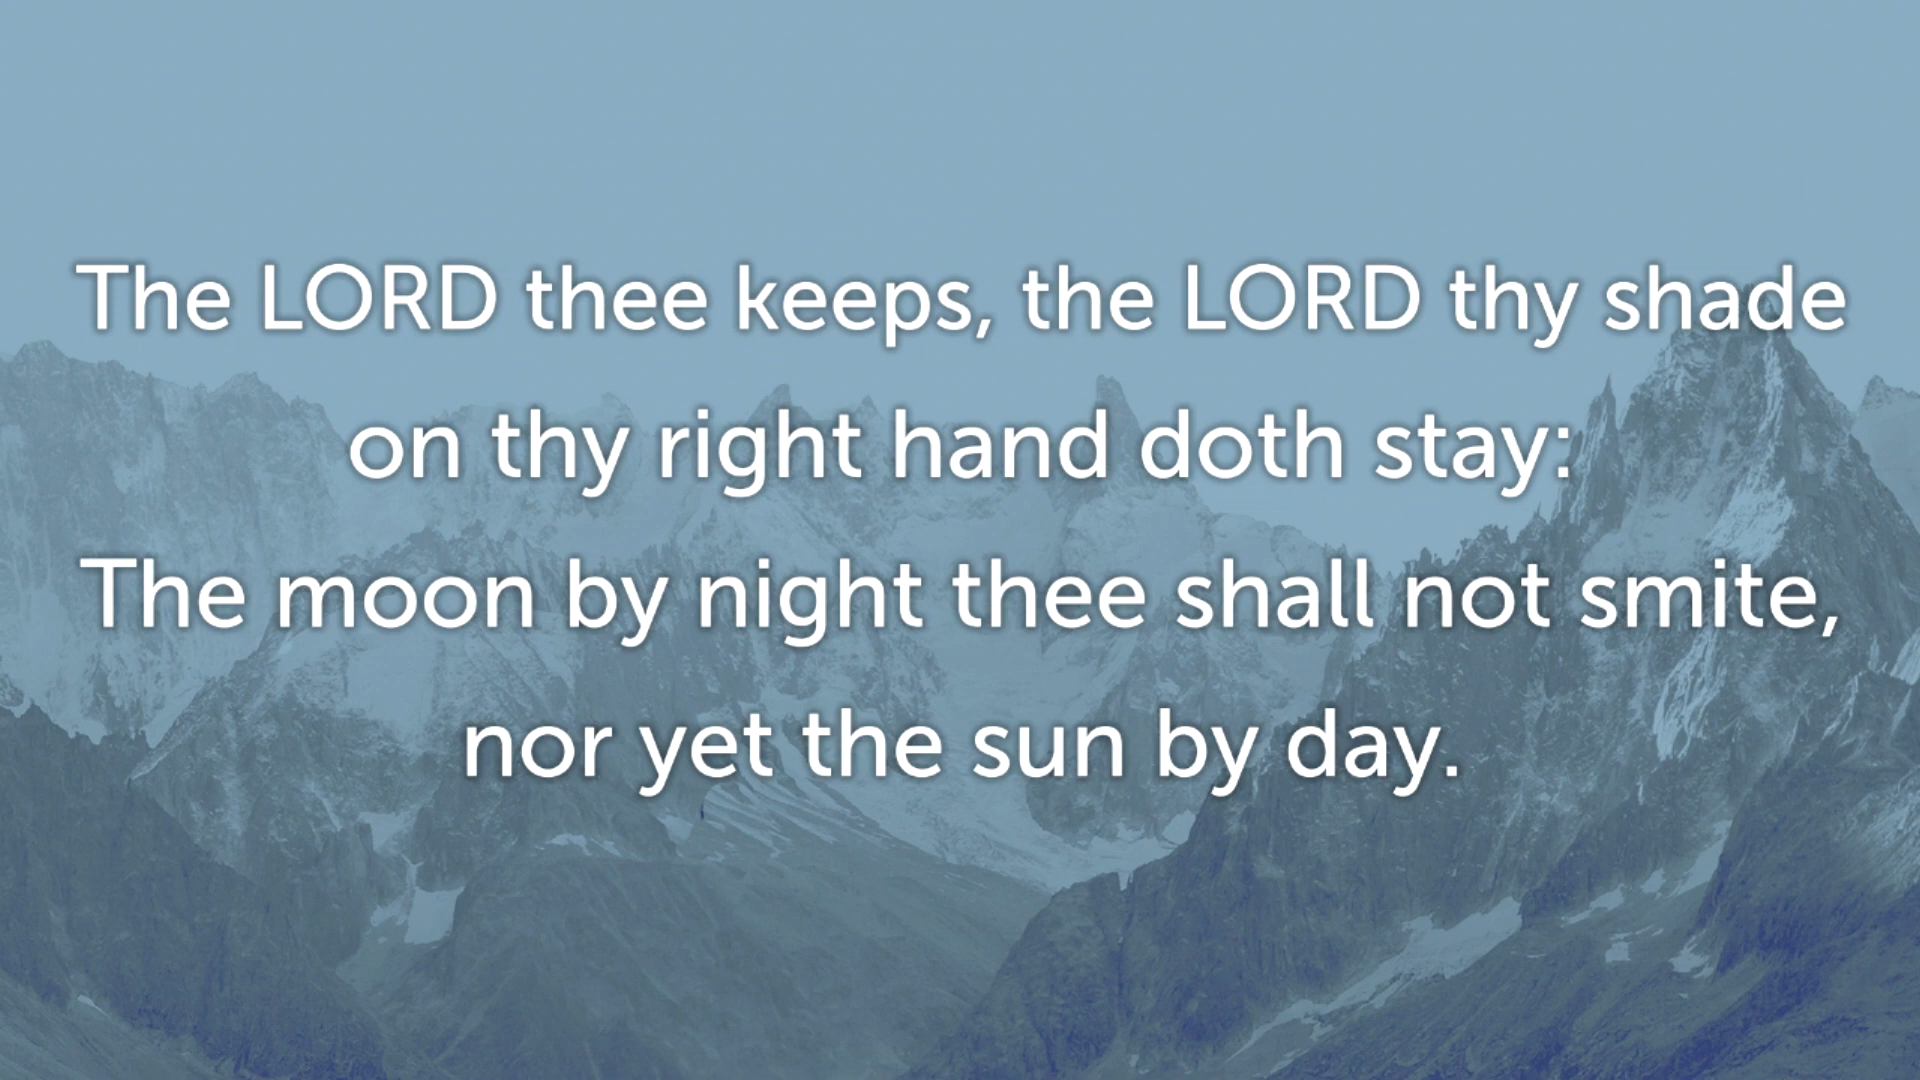 The LORD thee keeps, the LORD thy shade
on thy right hand doth stay:
The moon by night thee shall not smite,
nor yet the sun by day.